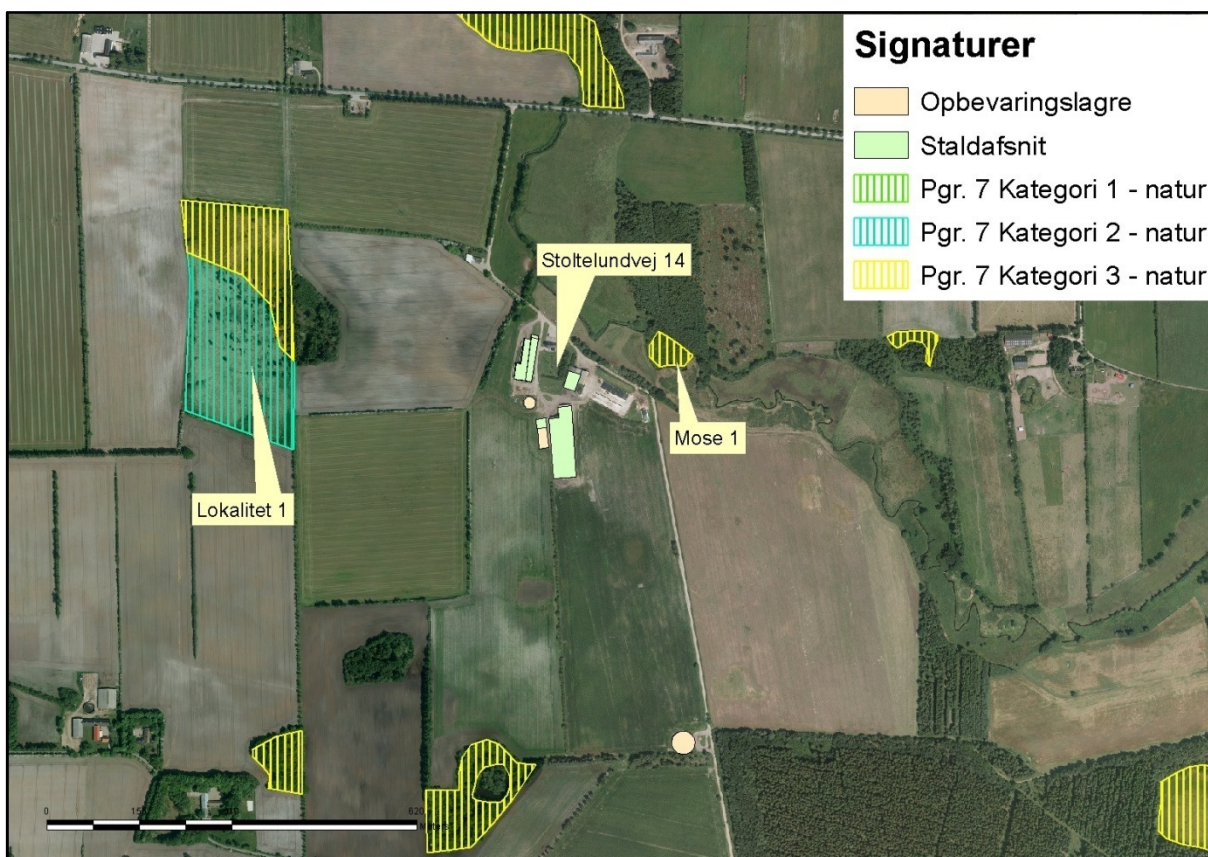 Signaturer
Opbevaringslagre
Staldafsnit
Pgr. 7 Kategori 1 - natur
Pgr. 7 Kategori 2 - natur
Pgr. 7 Kategori 3 - natur
Stoltelundvej 14
Mose 1
Lokalitet 1
0
620